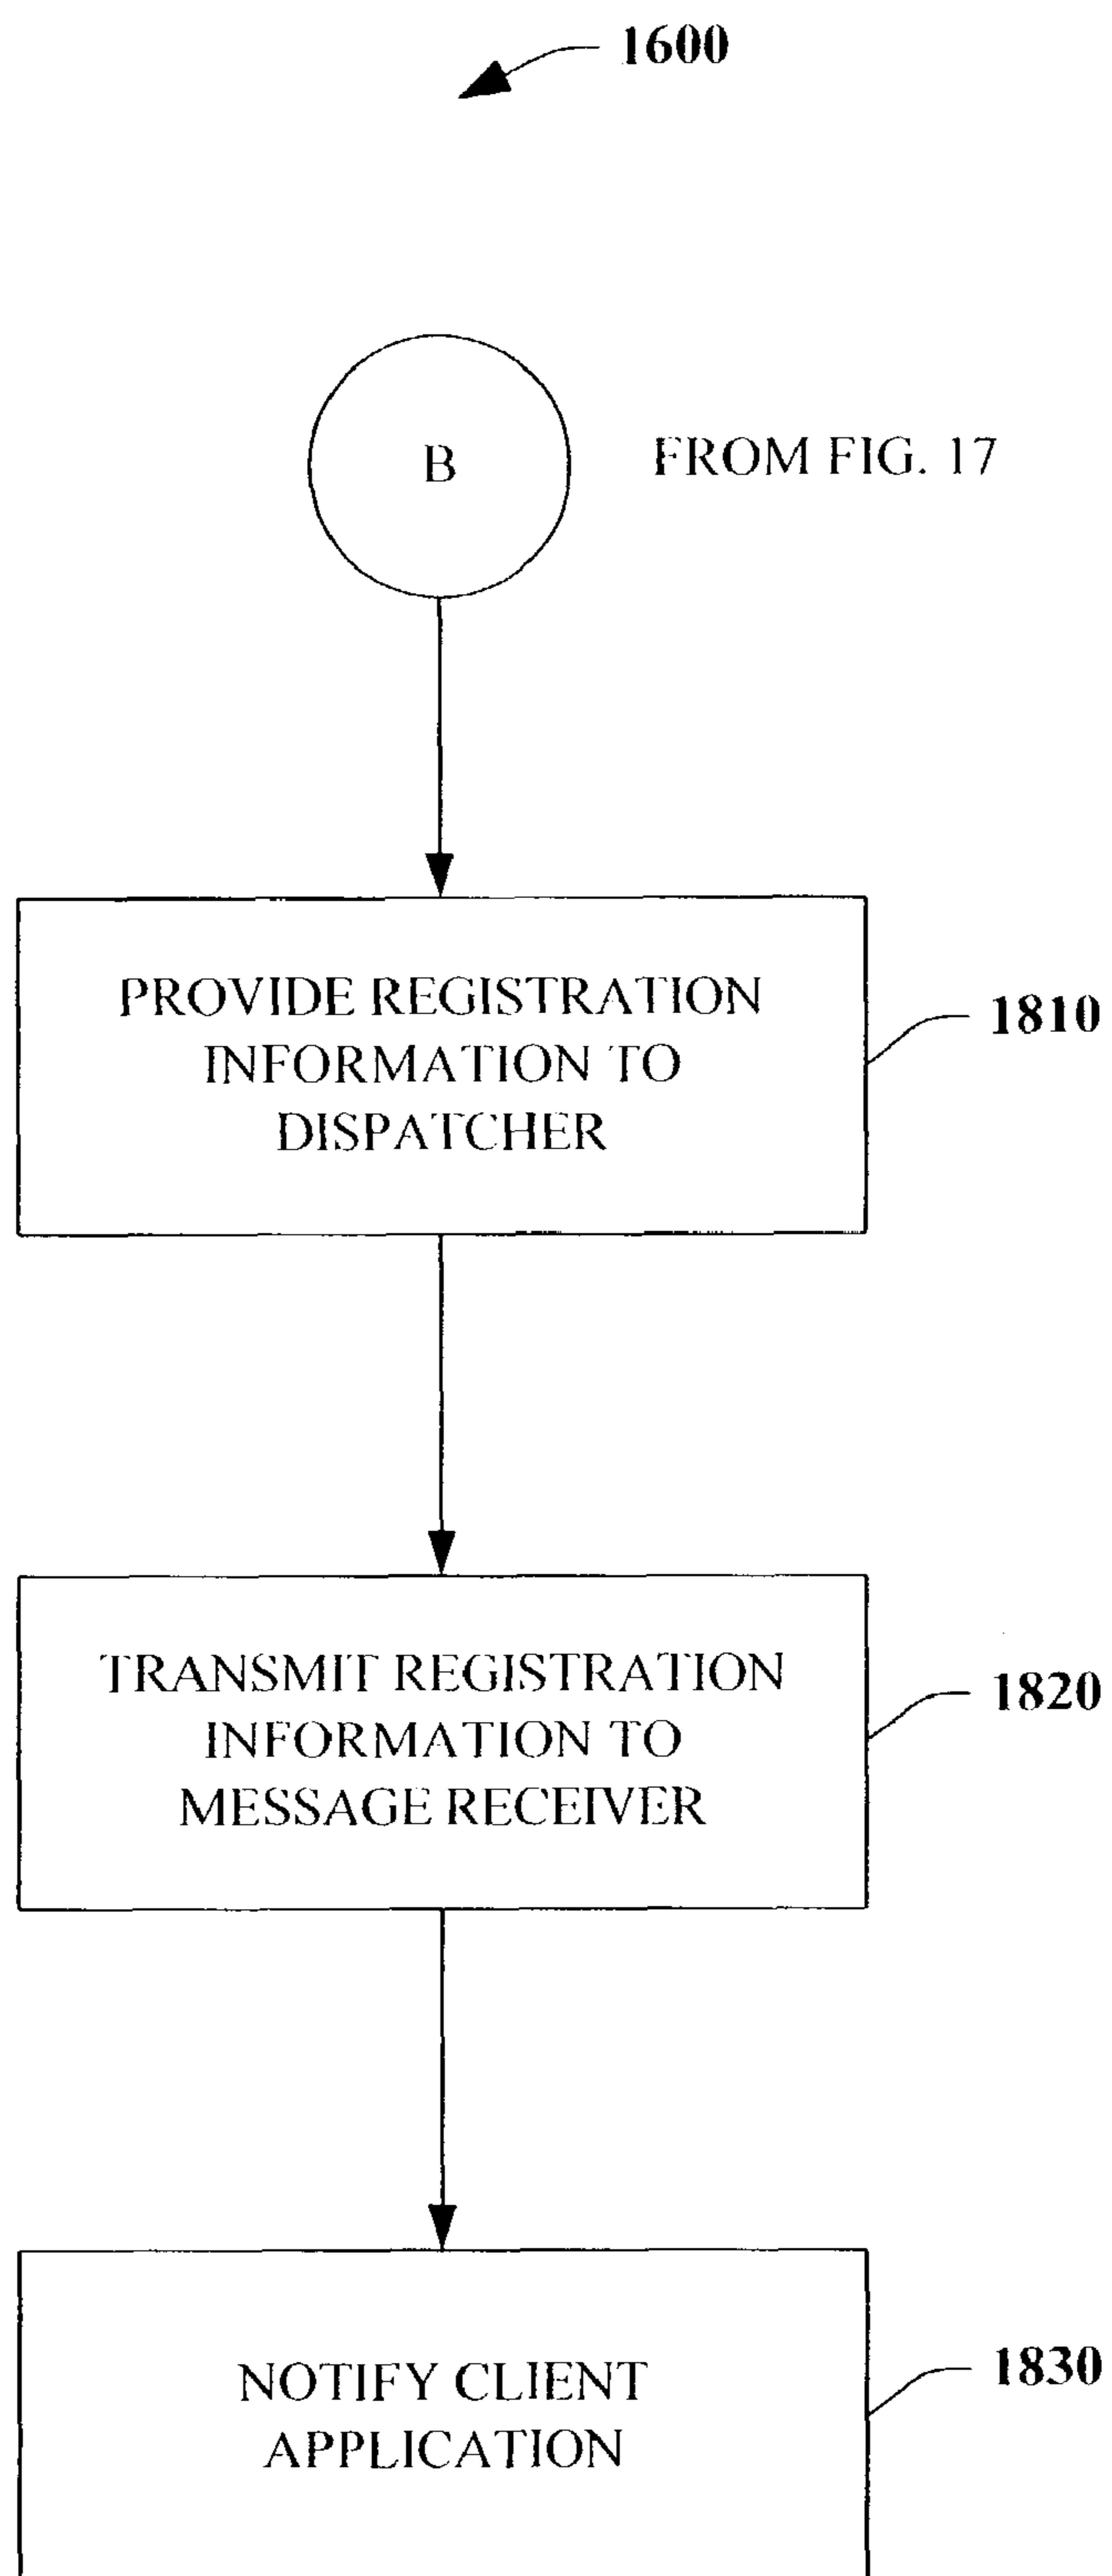 1600
B
FROM FIG. 17
PROVIDE REGISTRATION
INFORMATION TO
DISPATCHER
1810
TRANSMIT REGISTRATION
INFORMATION TO
MESSAGE RECEIVER
1820
NOTIFY CLIENT
APPLICATION
1830